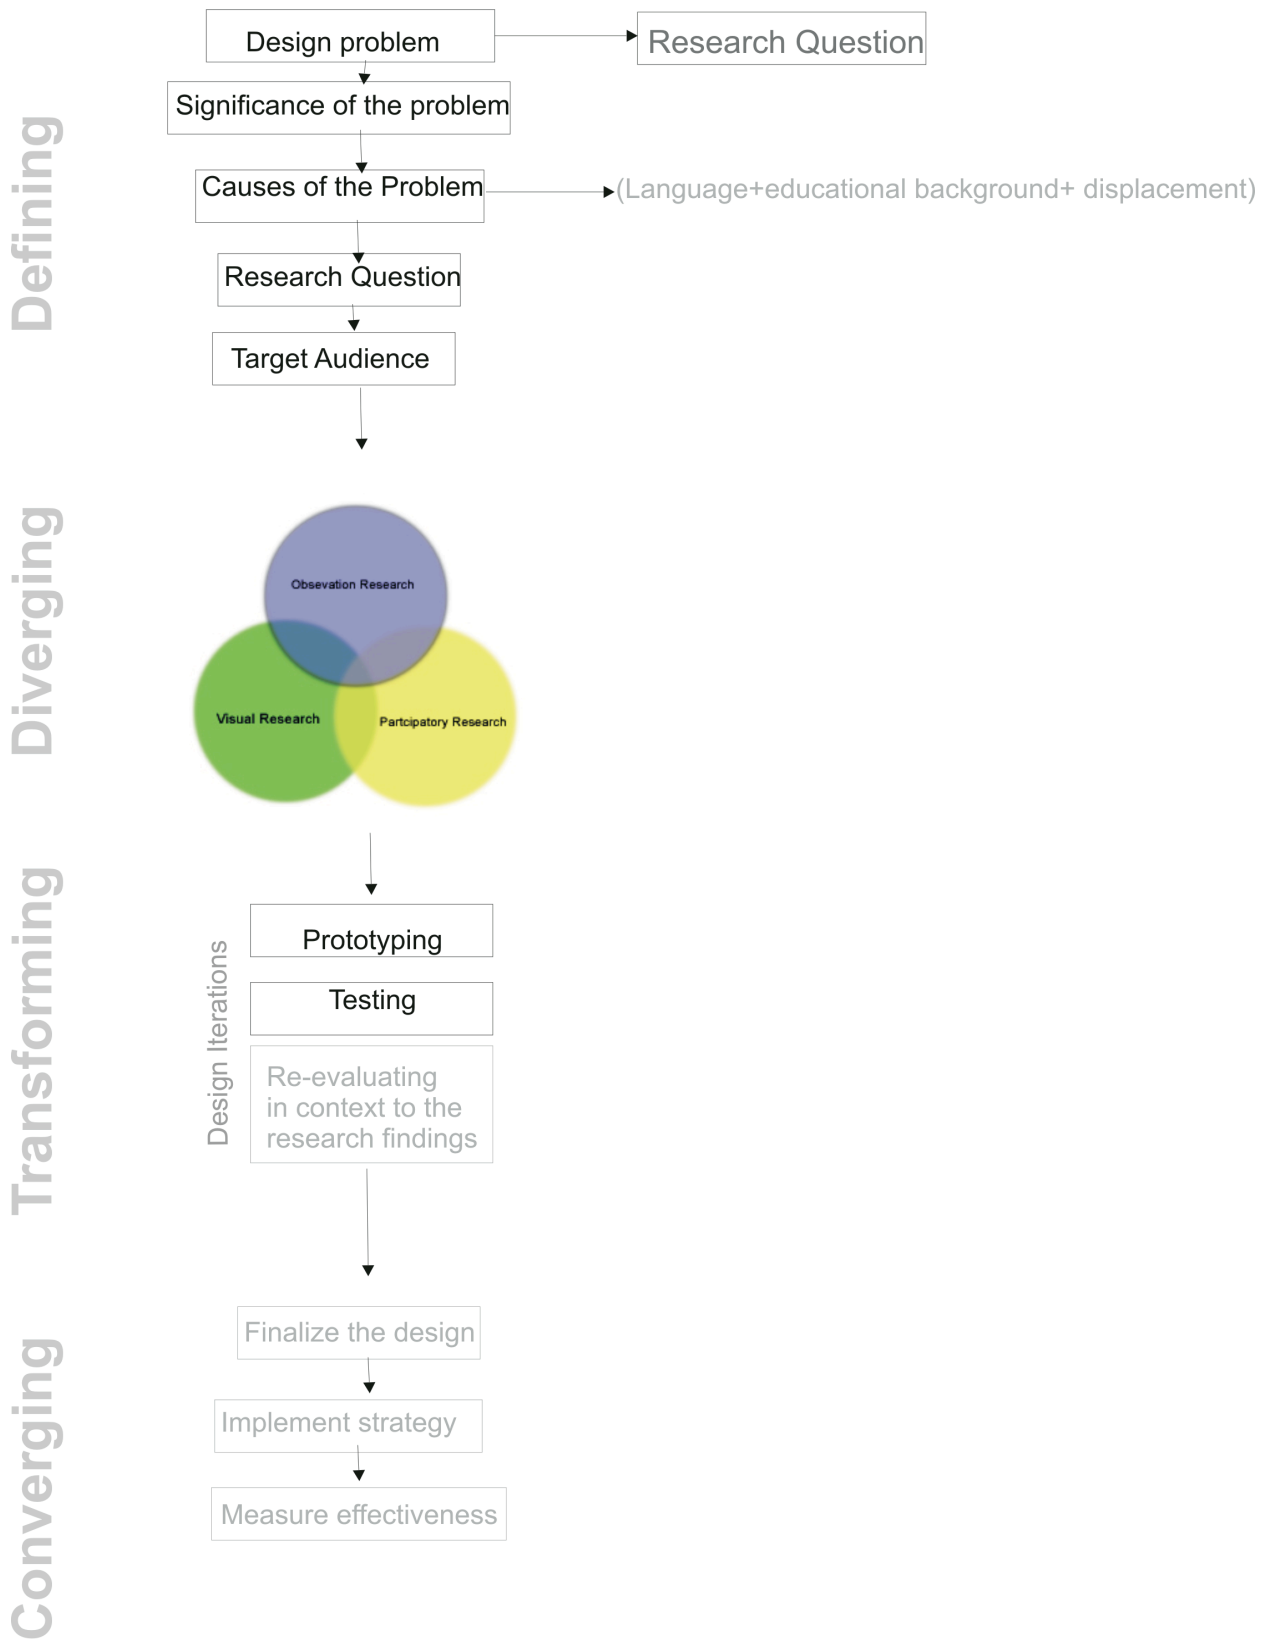 Design problem
Research Question
Significance of the problem
Causes of the Problem
(Language+educational background+ displacement)
Research Question
Target Audience
Defining
Obsevation Research
Visual Research
Partcipatory Research
Diverging
Prototyping
Testing
Re-evaluating
in context to the
research findings
Design Iterations
Transforming
Finalize the design
Implement strategy
Measure effectiveness
Converging